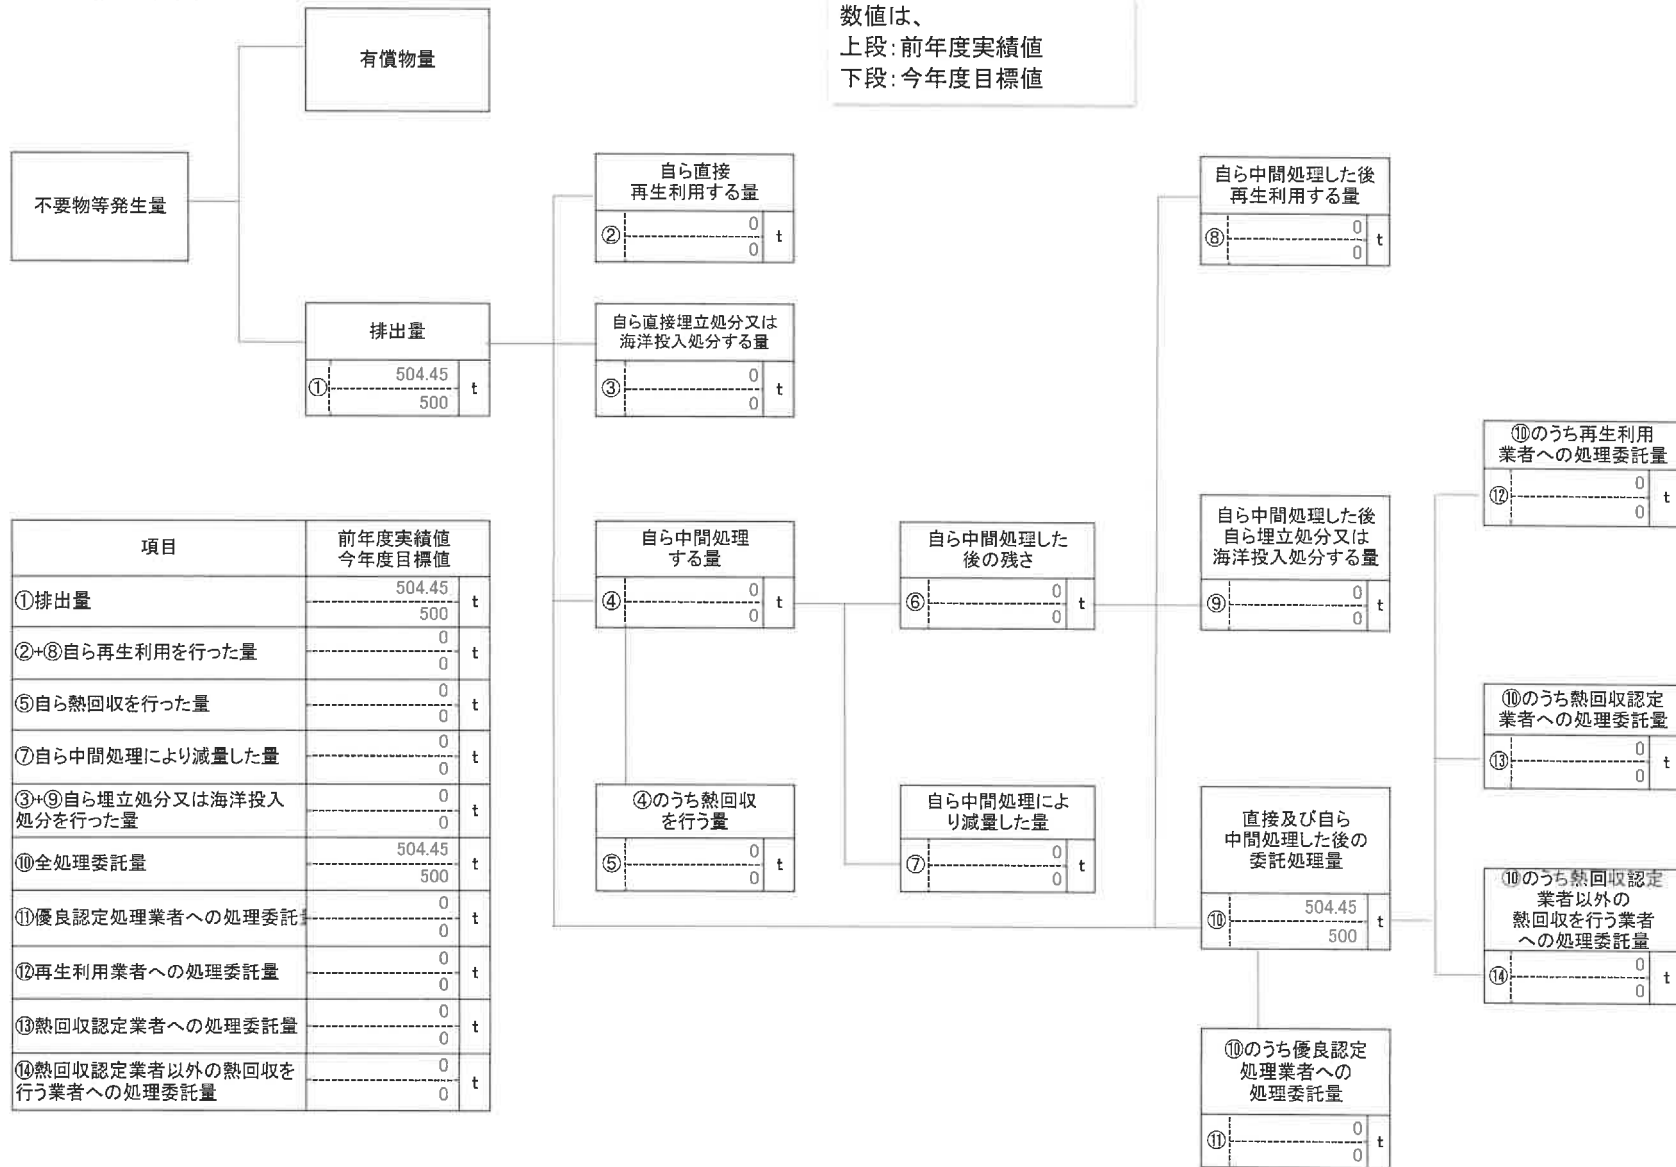 有償物量
数値は、
上段:前年度実績値
下段:今年度目標値
不要物等発生量
排出量
①
504.45
500
t
自ら直接
再生利用する量
②
0
0
t
自ら直接埋立処分又は
海洋投入処分する量
③
0
0
t
自ら中間処理した後
再生利用する量
⑧
0
0
t
自ら中間処理
する量
④
0
0
t
自ら中間処理した
後の残さ
⑥
0
0
t
自ら中間処理した後
自ら埋立処分又は
海洋投入処分する量
⑨
0
0
t
⑩のうち再生利用
業者への処理委託量
⑫
0
0
t
④のうち熱回収
を行う量
⑤
0
0
t
自ら中間処理によ
り減量した量
⑦
0
0
t
直接及び自ら
中間処理した後の
委託処理量
⑩
504.45
500
t
⑩のうち熱回収認定
業者への処理委託量
⑬
0
0
t
⑩のうち熱回収認定
業者以外の
熱回収を行う業者
への処理委託量
⑭
0
0
t
⑩のうち優良認定
処理業者への
処理委託量
⑪
0
0
t
項目
前年度実績値
今年度目標値
①排出量
504.45
500
t
②+⑧自ら再生利用を行った量
0
0
t
⑤自ら熱回収を行った量
0
0
t
⑦自ら中間処理により減量した量
0
0
t
③+⑨自ら埋立処分又は海洋投入
処分を行った量
0
0
t
⑩全処理委託量
504.45
500
t
⑪優良認定処理業者への処理委託
0
0
t
⑫再生利用業者への処理委託量
0
0
t
⑬熱回収認定業者への処理委託量
0
0
t
⑭熱回収認定業者以外の熱回収を
行う業者への処理委託量
0
0
t